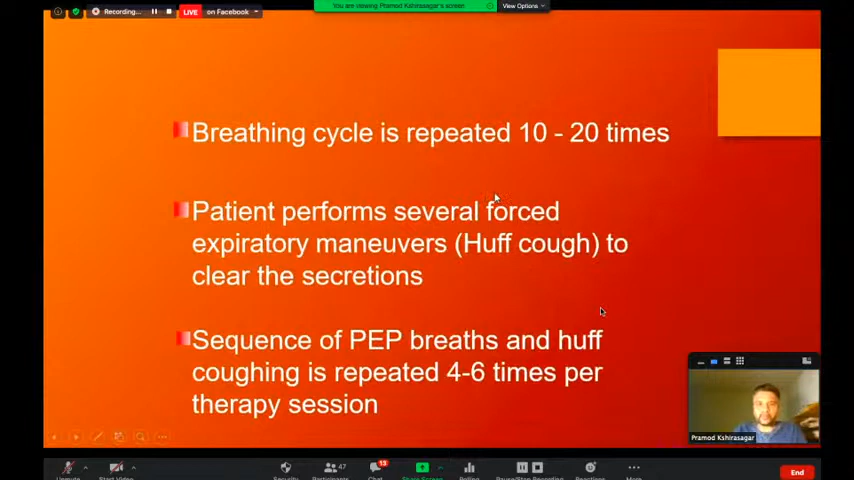 Recording...
LIVE
on Facebook
You are viewing Pramod Kshirasagar's screen
View Options
Breathing cycle is repeated 10 - 20 times
Patient performs several forced
expiratory maneuvers (Huff cough) to
clear the secretions
Sequence of PEP breaths and huff
coughing is repeated 4-6 times per
therapy session
Pramod Kshirasagar
Unmute
Start Video
Security
Participants
47
Chat
13
Share Screen
Polling
Pause/Stop Recording
Reactions
More
End